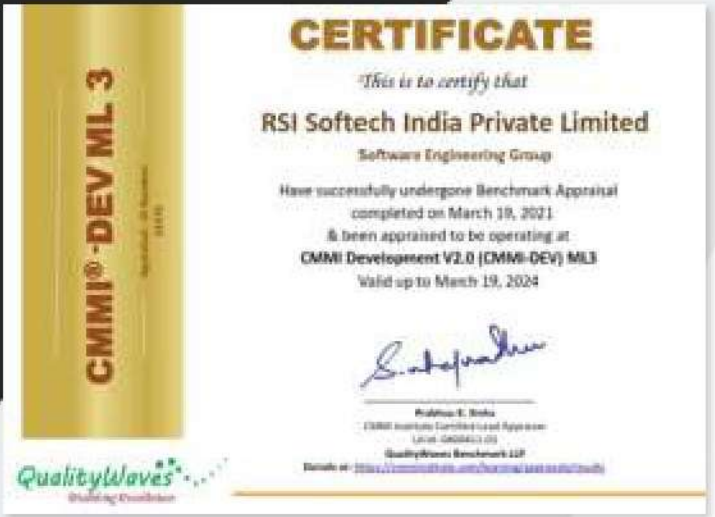 CERTIFICATE
This is to certify that
RSI Softech India Private Limited
Software Engineering Group
Have successfully undergone Benchmark Appraisal
completed on March 19, 2021
& been appraised to be operating at
CMMI Development V2.0 (CMMI-DEV) ML3
Valid up to March 19, 2024
CMMI Institute Certified Lead Appraiser
QualityWaves Benchmark LLP
Details at:
CMMI®-DEV ML 3
QualityWaves
Building Excellence